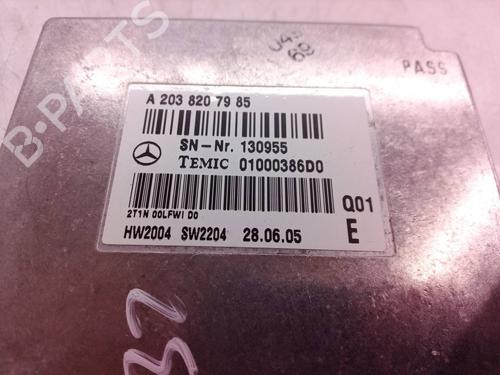 PASS
A 203 820 79 85
SN-Nr. 130955
TEMIC 01000386D0
Q01
2T1N 00LFWI D0
HW2004 SW2204 28.06.05 E
B-PARTS